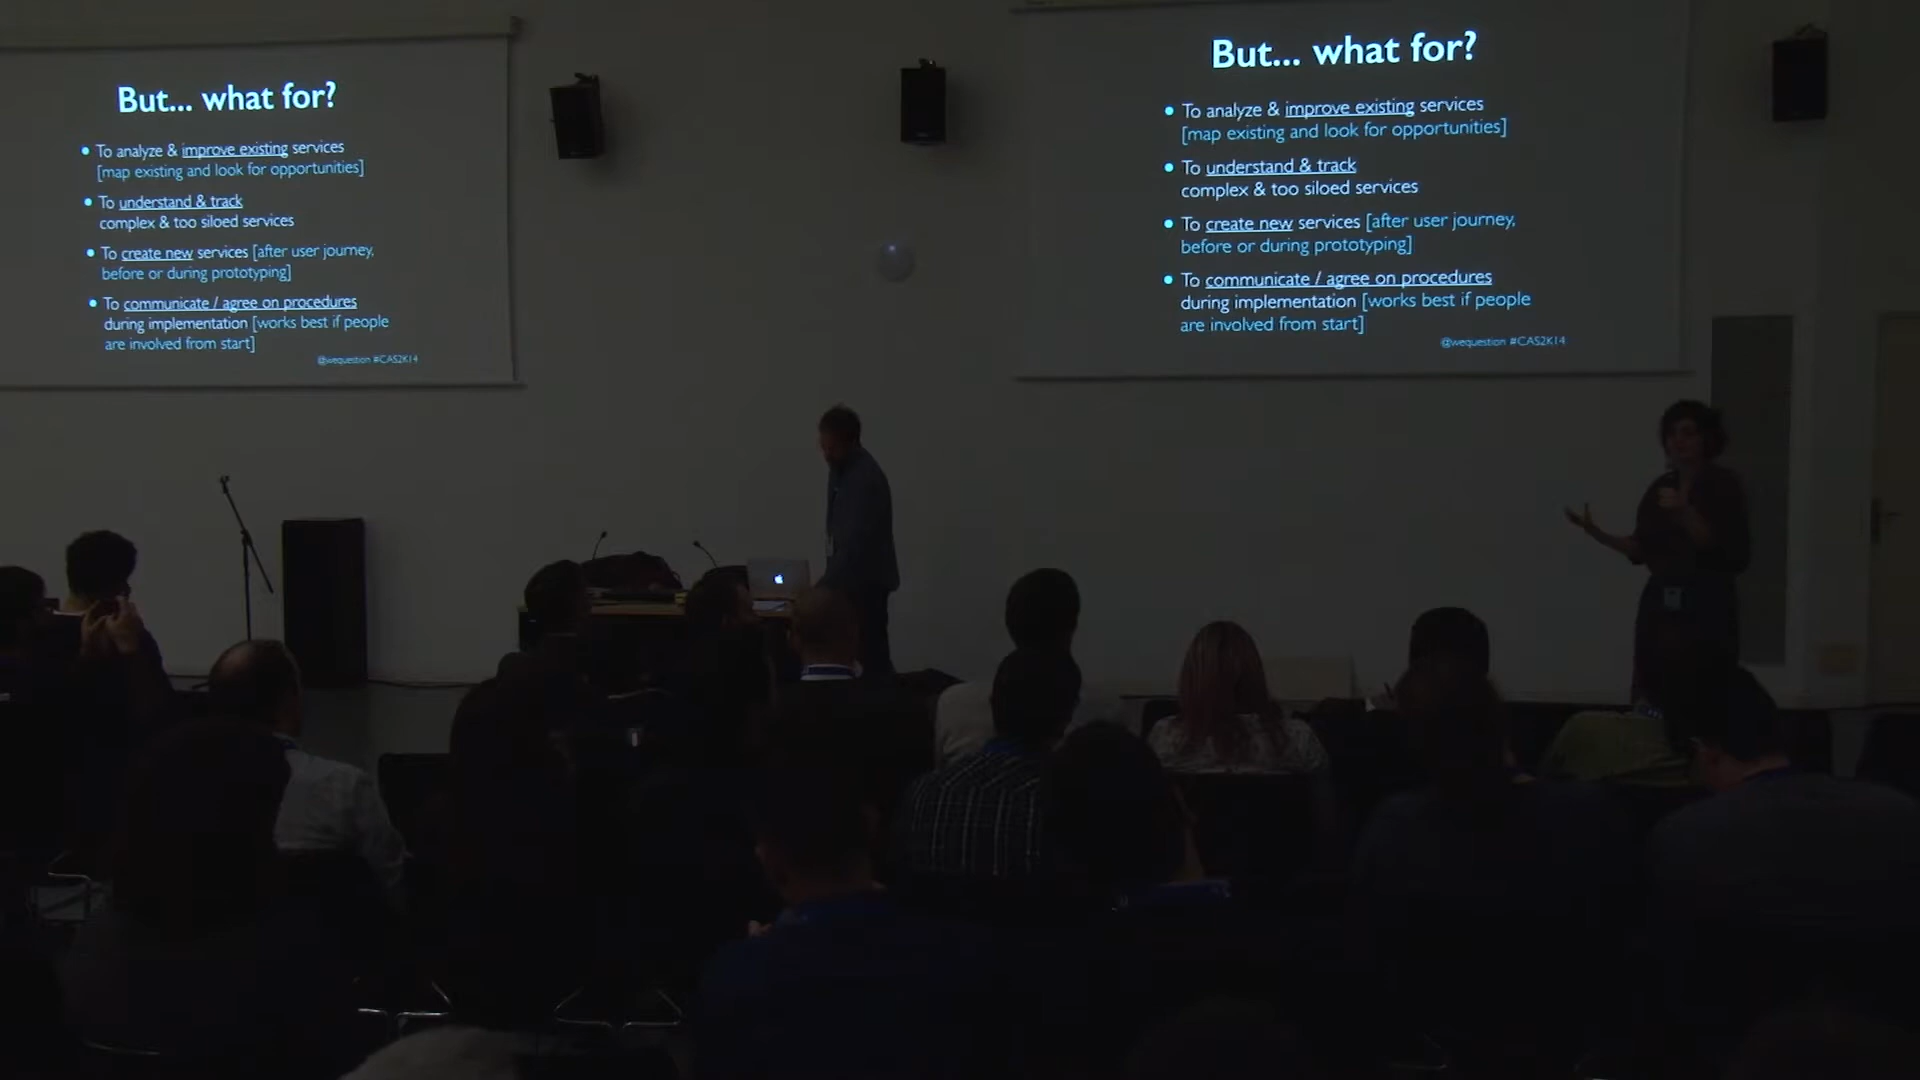 But... what for?
• To analyze & improve existing services
[map existing and look for opportunities]
• To understand & track
complex & too siloed services
• To create new services [after user journey,
before or during prototyping]
• To communicate / agree on procedures
during implementation [works best if people
are involved from start]
@wequestion #CAS2K14
But... what for?
• To analyze & improve existing services
[map existing and look for opportunities]
• To understand & track
complex & too siloed services
• To create new services [after user journey,
before or during prototyping]
• To communicate / agree on procedures
during implementation [works best if people
are involved from start]
@wequestion #CAS2K14